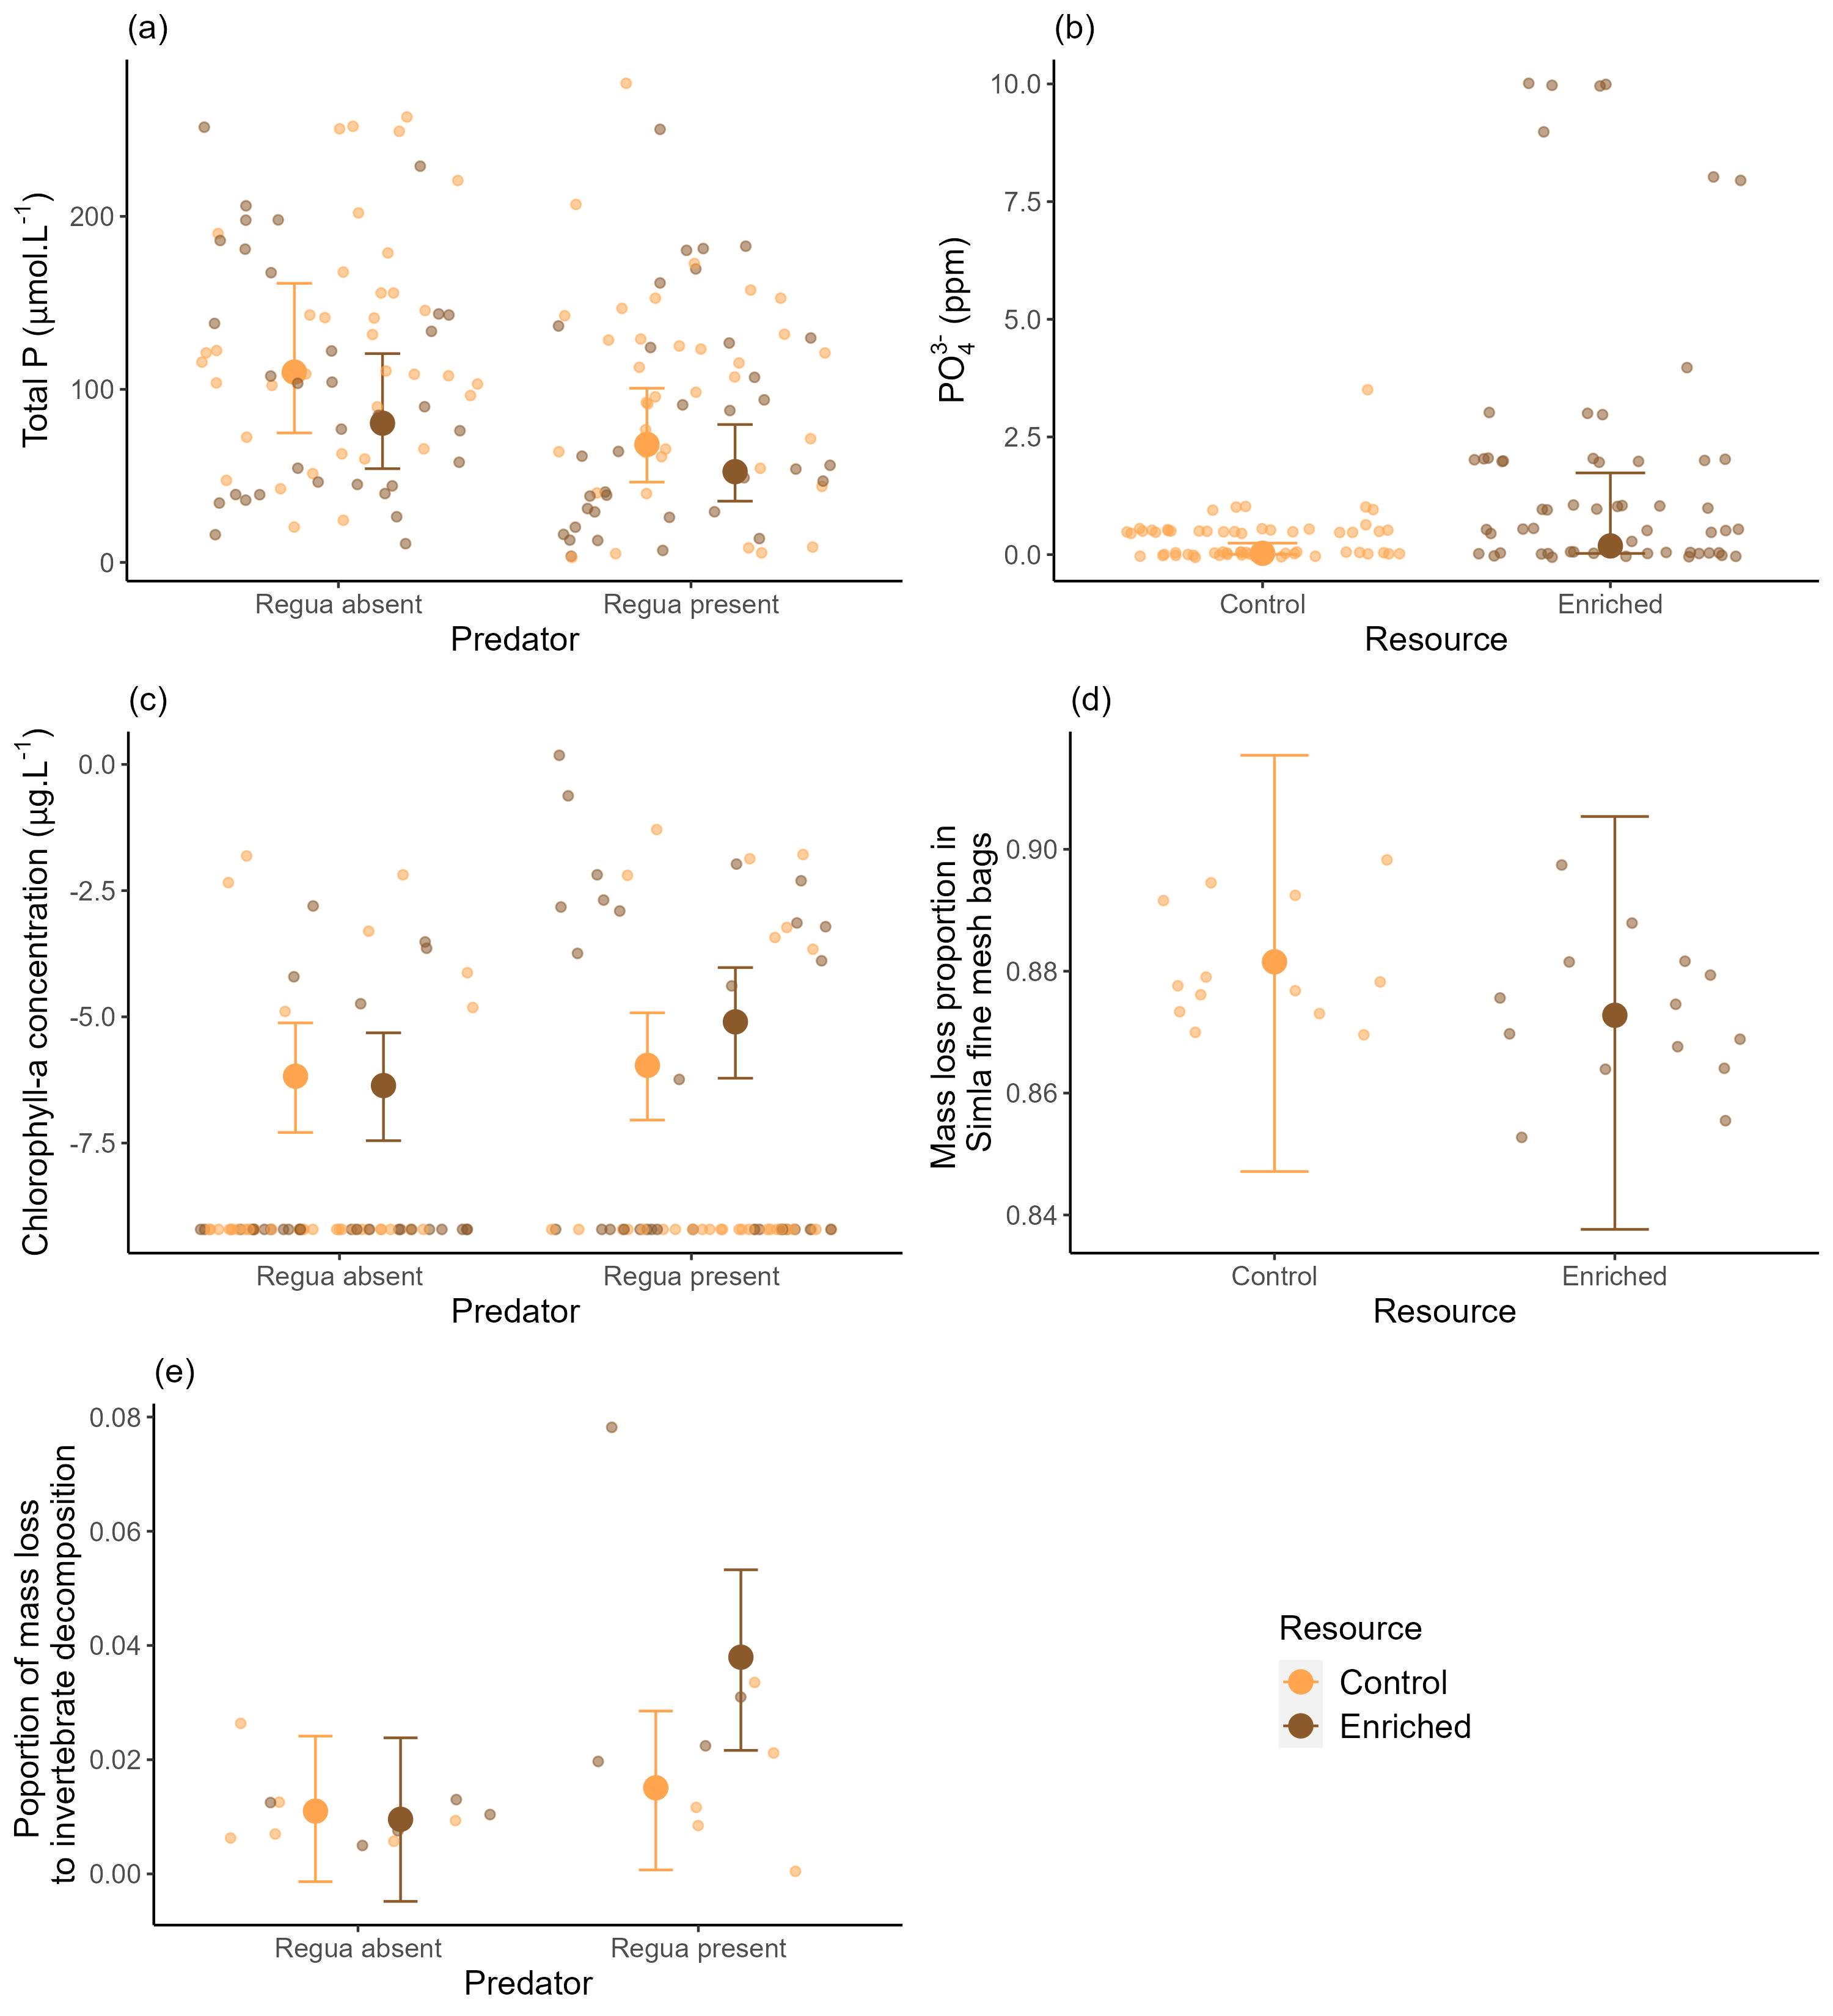 (a)
Total P (µmol.L⁻¹)
200
100
0
Regua absent
Regua present
Predator
(b)
PO₄³⁻ (ppm)
10.0
7.5
5.0
2.5
0.0
Control
Enriched
Resource
(c)
Chlorophyll-a concentration (µg.L⁻¹)
0.0
-2.5
-5.0
-7.5
Regua absent
Regua present
Predator
(d)
Mass loss proportion in
Simla fine mesh bags
0.90
0.88
0.86
0.84
Control
Enriched
Resource
(e)
Poportion of mass loss
to invertebrate decomposition
0.08
0.06
0.04
0.02
0.00
Regua absent
Regua present
Predator
Resource
Control
Enriched